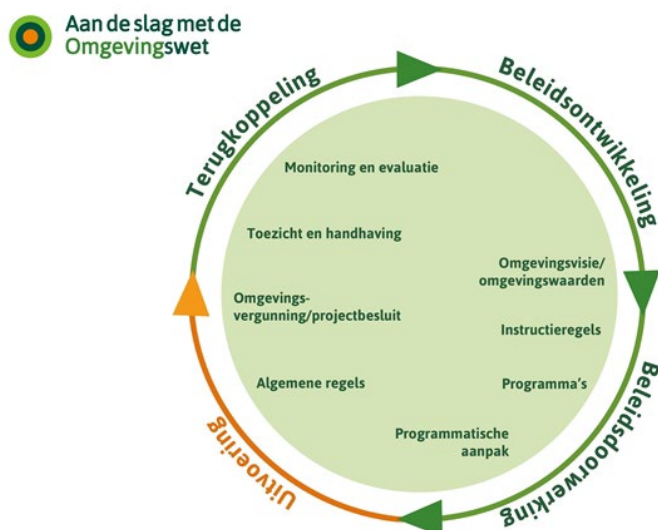 Aan de slag met de
Omgevingswet
Terugkoppeling
Beleidsontwikkeling
Monitoring en evaluatie
Toezicht en handhaving
Omgevingsvisie/
omgevingswaarden
Omgevings-
vergunning/projectbesluit
Instructieregels
Algemene regels
Programma's
Programmatische
aanpak
Uitvoering
Beleidsdoorwerking